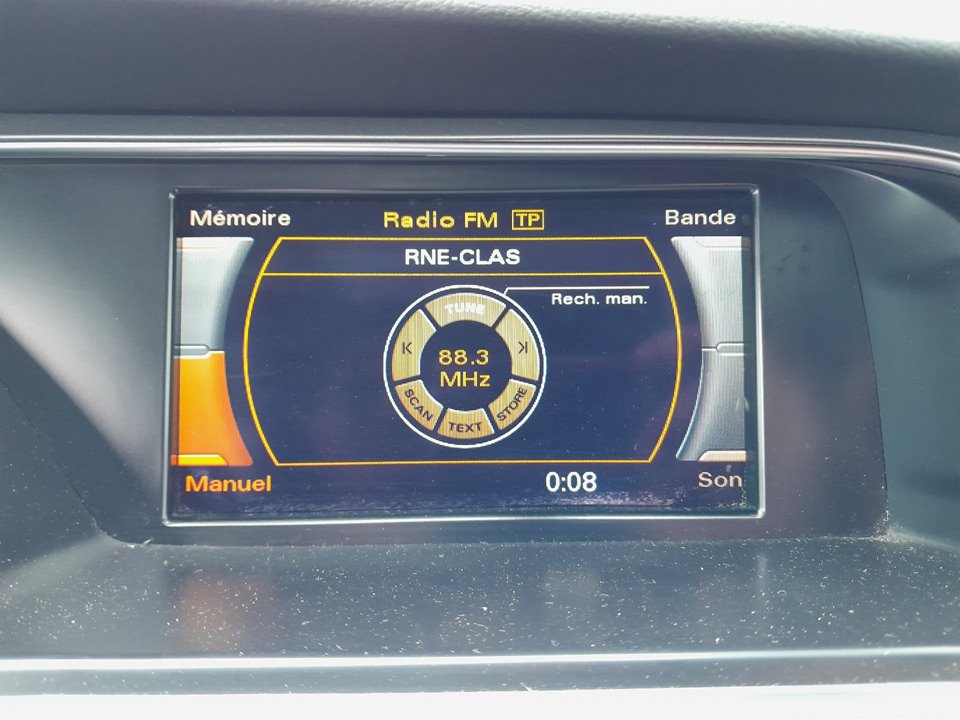 Mémoire Radio FM TP Bande
RNE-CLAS
Rech. man.
TUNE
88.3
MHz
SCAN TEXT STORE
Manuel 0:08 Son